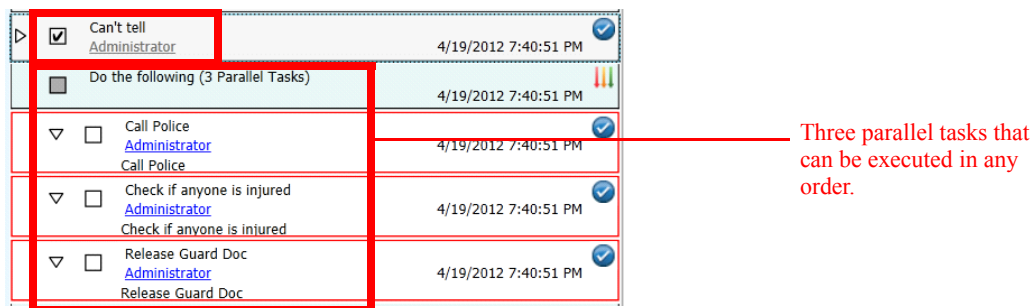 Can't tell
Administrator
4/19/2012 7:40:51 PM
Do the following (3 Parallel Tasks)
4/19/2012 7:40:51 PM
Call Police
Administrator
4/19/2012 7:40:51 PM
Call Police
Check if anyone is injured
Administrator
4/19/2012 7:40:51 PM
Check if anyone is injured
Release Guard Doc
Administrator
4/19/2012 7:40:51 PM
Release Guard Doc
Three parallel tasks that
can be executed in any
order.